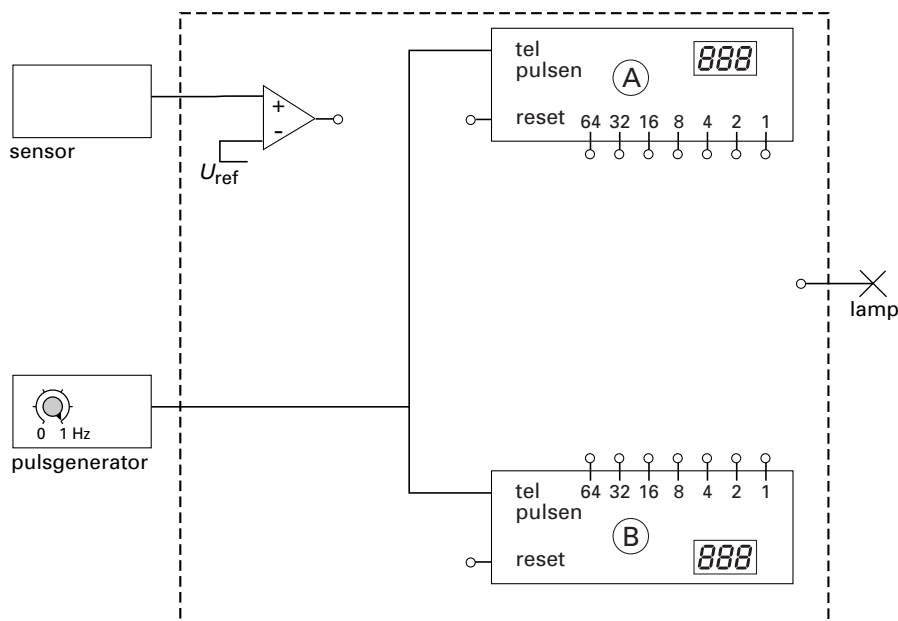 tel
pulsen
888
A
reset 64 32 16 8 4 2 1
+
-
sensor
Uref
lamp
0 1 Hz
pulsgenerator
tel 64 32 16 8 4 2 1
pulsen
B
reset
888